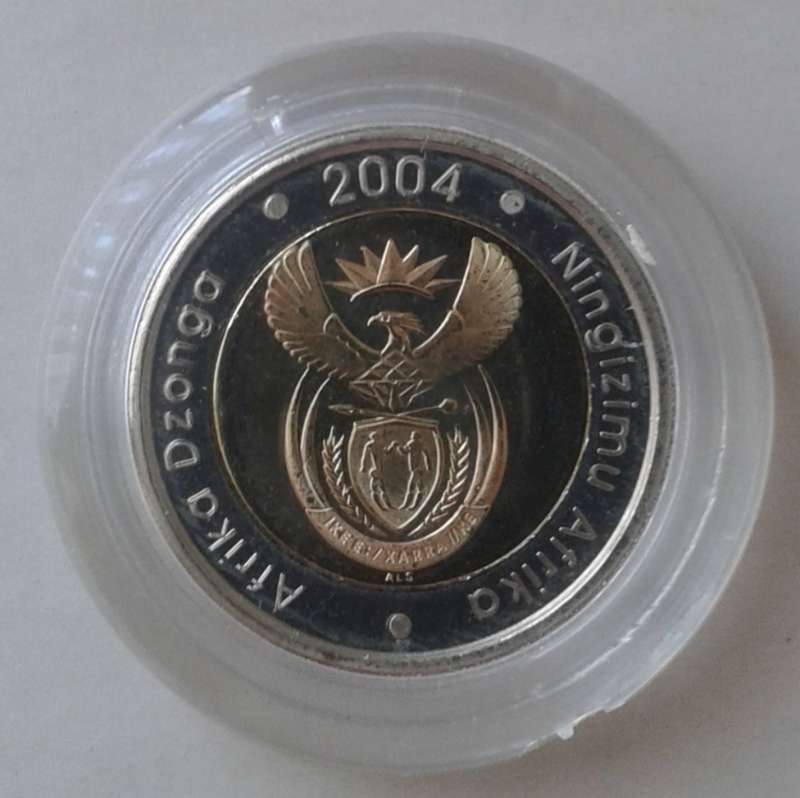 2004
Afrika Dzonga
Ningizimu Afrika
!KE E: /XARRA //KE
ALS